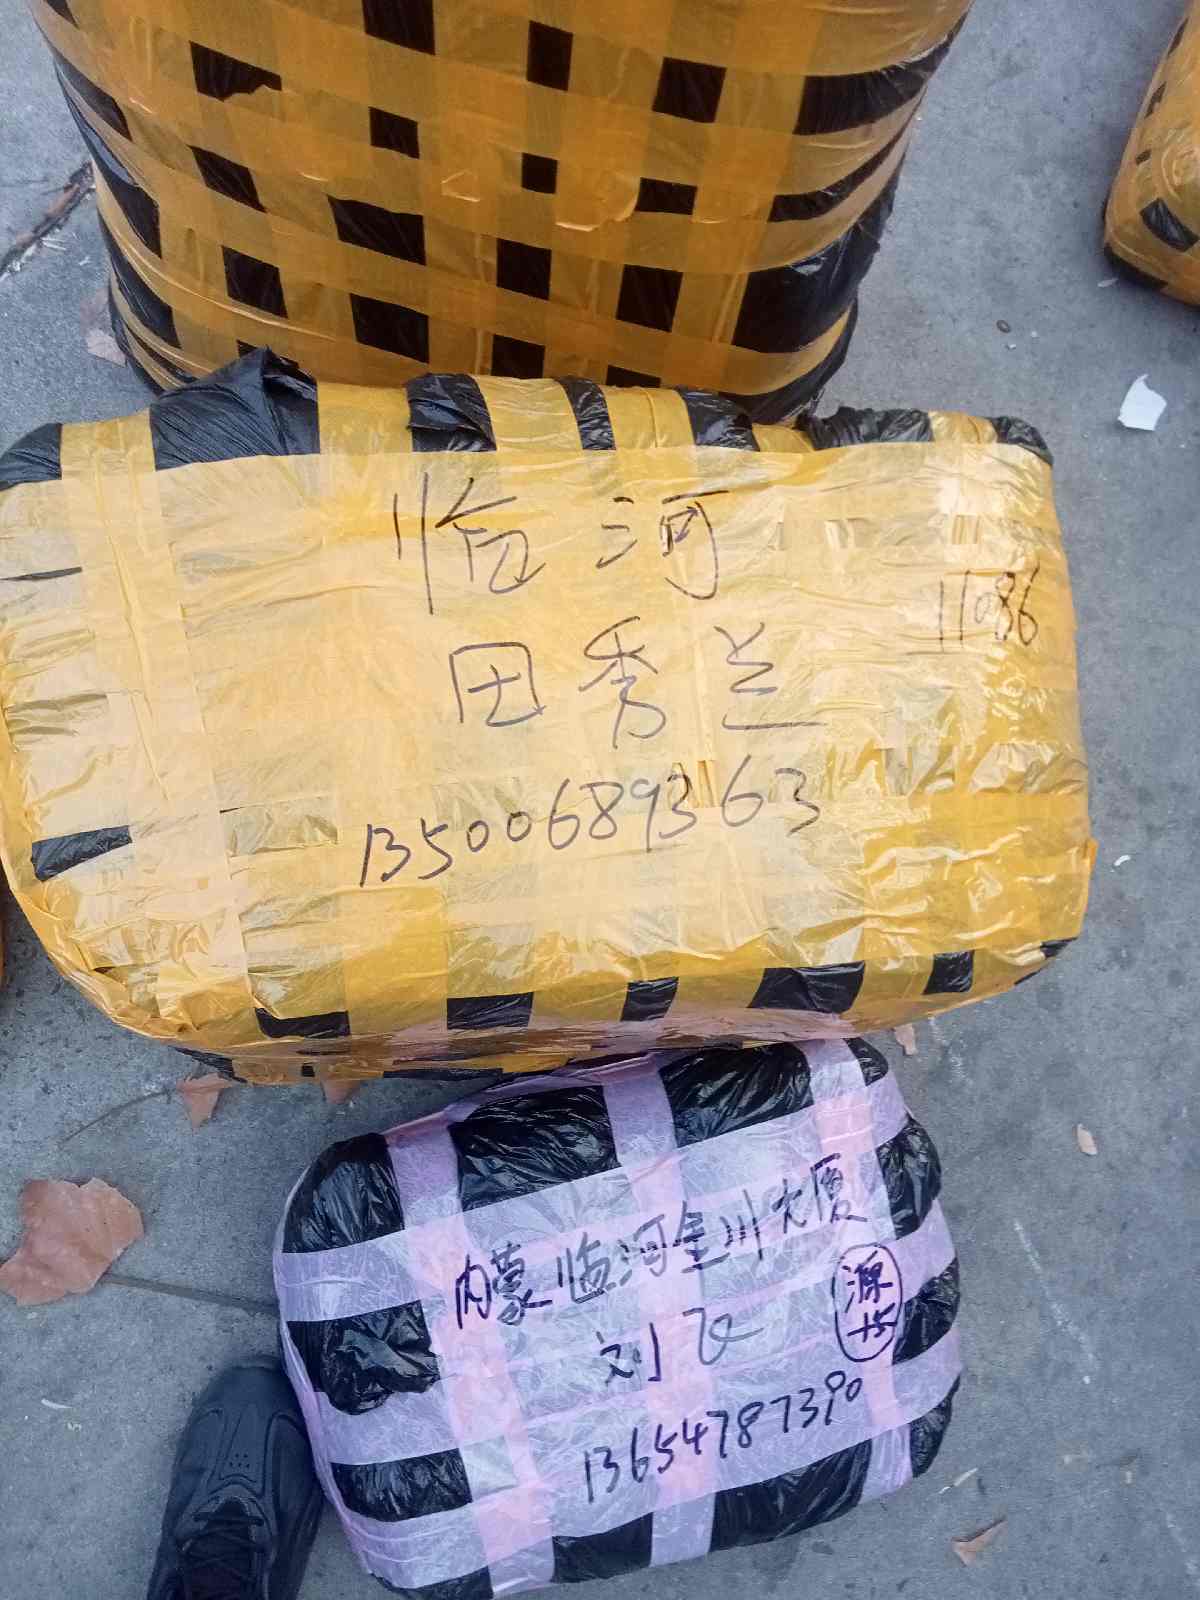 临河
11086
田秀兰
13500689363
内蒙临河金川大厦
源
刘飞
13654787390